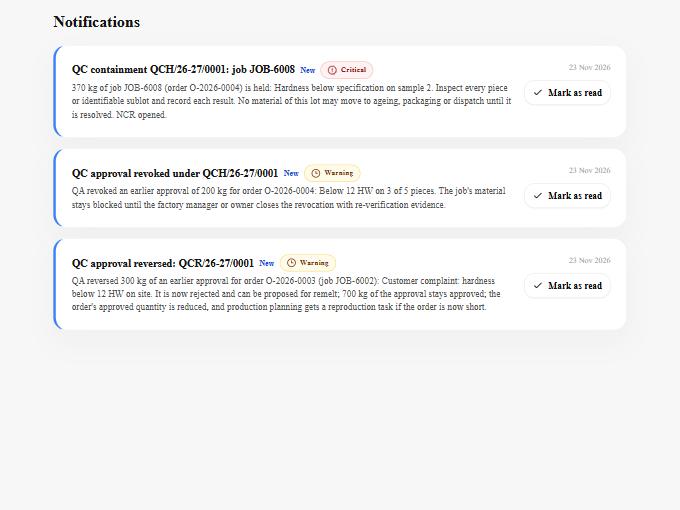 Notifications
QC containment QCH/26-27/0001: job JOB-6008 New Critical
23 Nov 2026
370 kg of job JOB-6008 (order O-2026-0004) is held: Hardness below specification on sample 2. Inspect every piece
or identifiable sublot and record each result. No material of this lot may move to ageing, packaging or dispatch until it
is resolved. NCR opened.
Mark as read
QC approval revoked under QCH/26-27/0001 New Warning
23 Nov 2026
QA revoked an earlier approval of 200 kg for order O-2026-0004: Below 12 HW on 3 of 5 pieces. The job's material
stays blocked until the factory manager or owner closes the revocation with re-verification evidence.
Mark as read
QC approval reversed: QCR/26-27/0001 New Warning
23 Nov 2026
QA reversed 300 kg of an earlier approval for order O-2026-0003 (job JOB-6002): Customer complaint: hardness
below 12 HW on site. It is now rejected and can be proposed for remelt; 700 kg of the approval stays approved; the
order's approved quantity is reduced, and production planning gets a reproduction task if the order is now short.
Mark as read